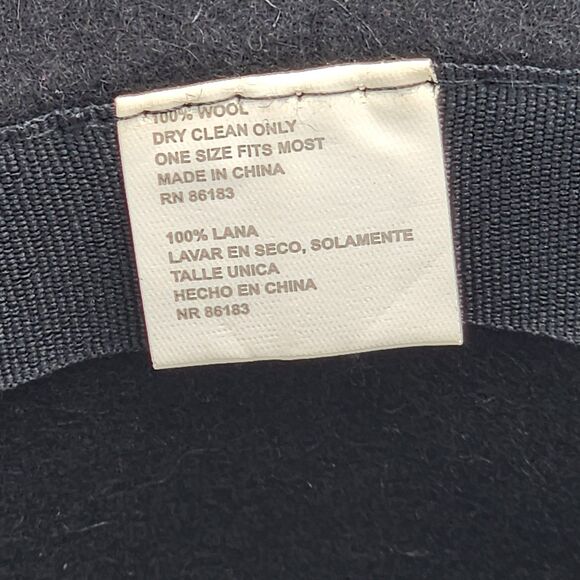 100% WOOL
DRY CLEAN ONLY
ONE SIZE FITS MOST
MADE IN CHINA
RN 86183
100% LANA
LAVAR EN SECO, SOLAMENTE
TALLE UNICA
HECHO EN CHINA
NR 86183